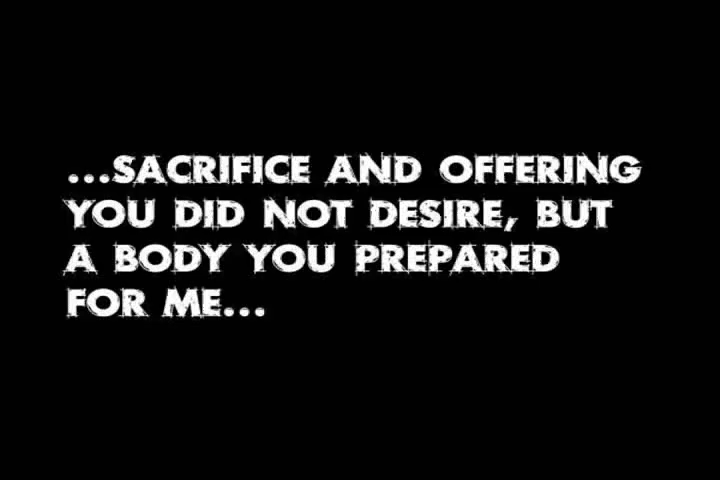 ...SACRIFICE AND OFFERING
YOU DID NOT DESIRE, BUT
A BODY YOU PREPARED
FOR ME...